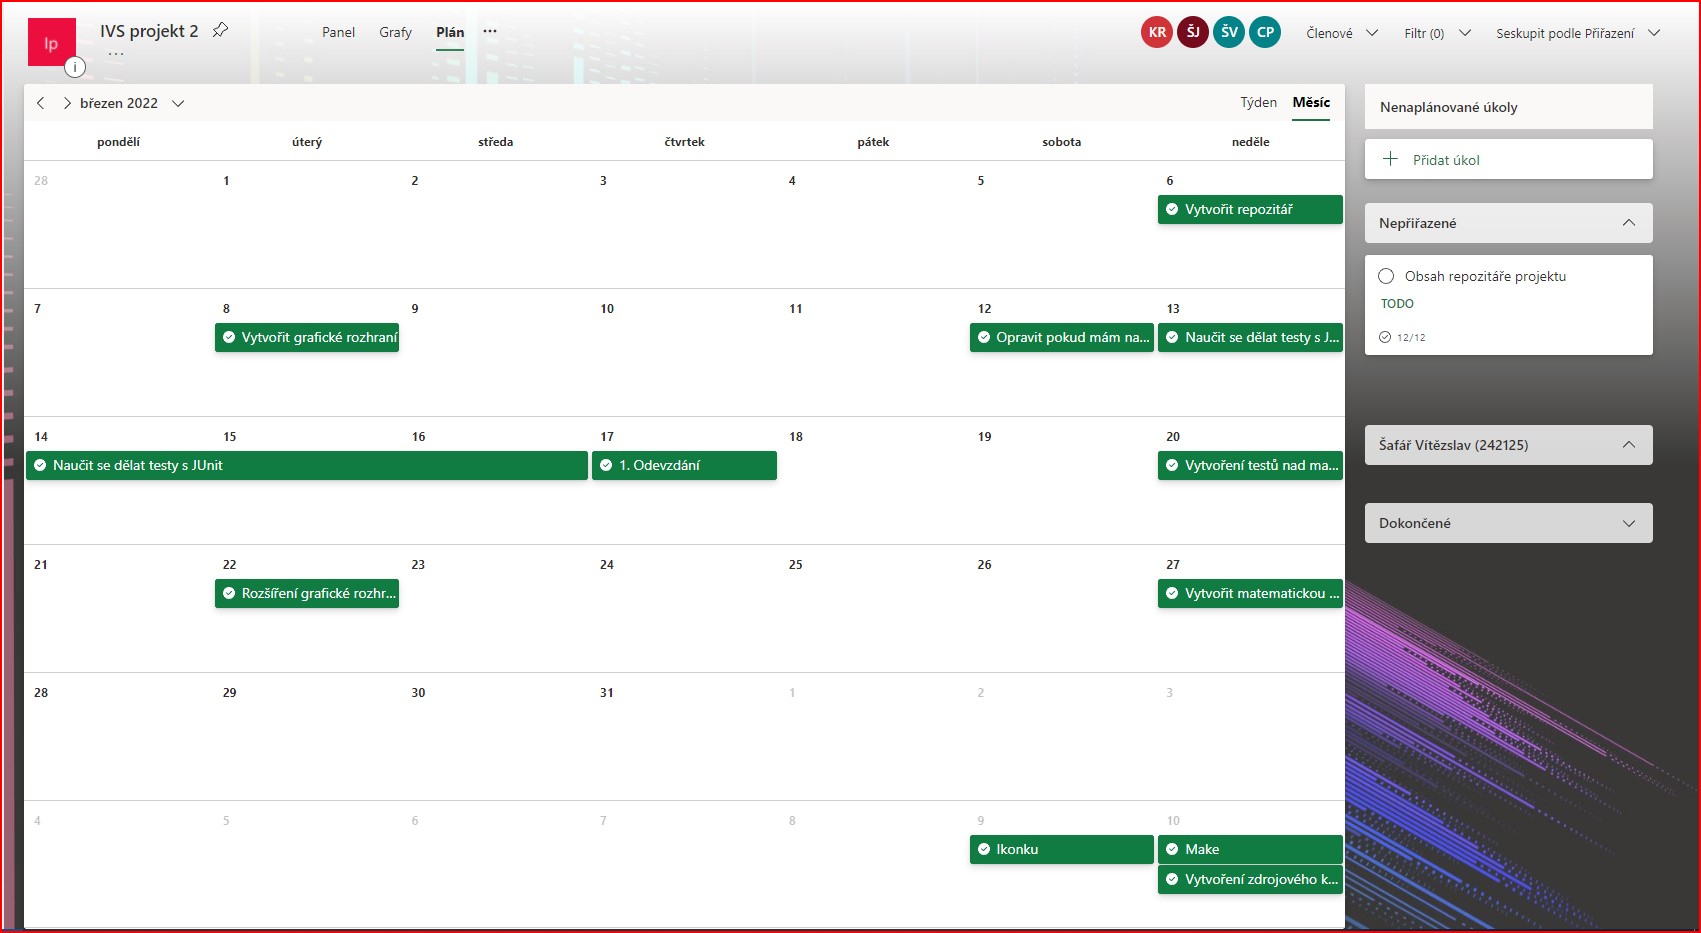 Ip
IVS projekt 2
...
i
Panel
Grafy
Plán
...
KR
ŠJ
ŠV
CP
Členové
Filtr (0)
Seskupit podle Přiřazení
březen 2022
Týden
Měsíc
pondělí
úterý
středa
čtvrtek
pátek
sobota
neděle
28
1
2
3
4
5
6
Vytvořit repozitář
7
8
9
10
11
12
13
Vytvořit grafické rozhraní
Opravit pokud mám na...
Naučit se dělat testy s J...
14
15
16
17
18
19
20
Naučit se dělat testy s JUnit
1. Odevzdání
Vytvoření testů nad ma...
21
22
23
24
25
26
27
Rozšíření grafické rozhr...
Vytvořit matematickou ...
28
29
30
31
1
2
3
4
5
6
7
8
9
10
Ikonku
Make
Vytvoření zdrojového k...
Nenaplánované úkoly
Přidat úkol
Nepřiřazené
Obsah repozitáře projektu
TODO
12/12
Šafář Vítězslav (242125)
Dokončené